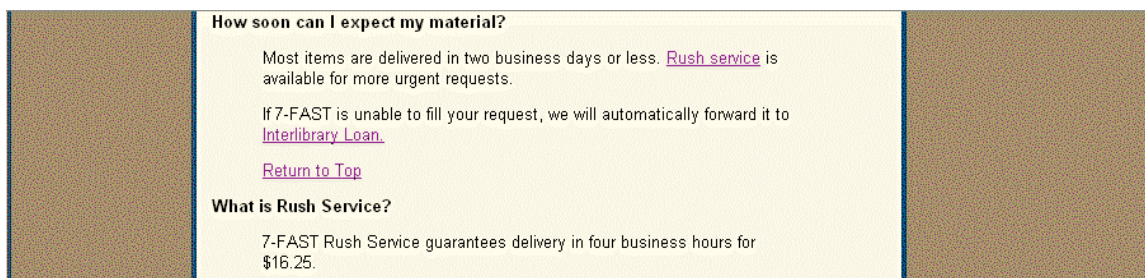 How soon can I expect my material?
Most items are delivered in two business days or less. Rush service is
available for more urgent requests.
If 7-FAST is unable to fill your request, we will automatically forward it to
Interlibrary Loan.
Return to Top
What is Rush Service?
7-FAST Rush Service guarantees delivery in four business hours for
$16.25.